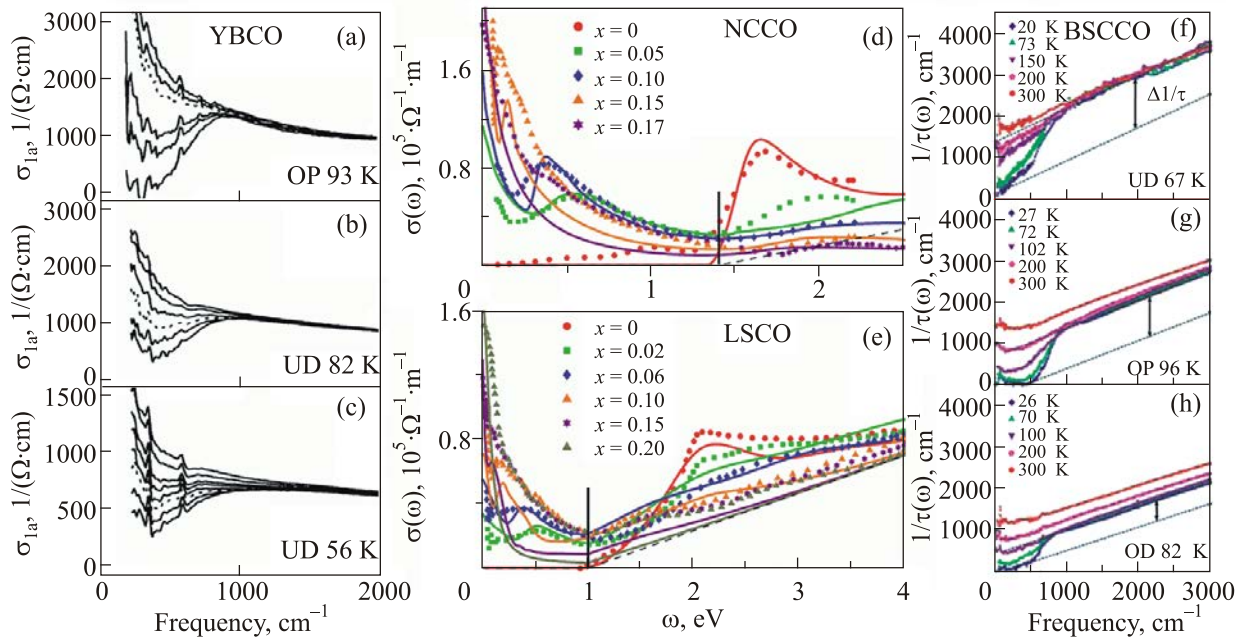 YBCO
(a)
3000
2000
1000
0
σ1a, 1/(Ω·cm)
OP 93 K
(b)
3000
2000
1000
0
σ1a, 1/(Ω·cm)
UD 82 K
(c)
1500
1000
500
0
σ1a, 1/(Ω·cm)
UD 56 K
0 1000 2000
Frequency, cm⁻¹
NCCO
(d)
x = 0
x = 0.05
x = 0.10
x = 0.15
x = 0.17
1.6
0.8
σ(ω), 10⁵·Ω⁻¹·m⁻¹
0 1 2
LSCO
(e)
x = 0
x = 0.02
x = 0.06
x = 0.10
x = 0.15
x = 0.20
1.6
0.8
σ(ω), 10⁵·Ω⁻¹·m⁻¹
0 1 2 3 4
ω, eV
BSCCO
(f)
20 K
73 K
150 K
200 K
300 K
4000
3000
2000
1000
0
1/τ(ω), cm⁻¹
Δ1/τ
UD 67 K
(g)
27 K
72 K
102 K
200 K
300 K
4000
3000
2000
1000
0
1/τ(ω), cm⁻¹
OP 96 K
(h)
26 K
70 K
100 K
200 K
300 K
4000
3000
2000
1000
1/τ(ω), cm⁻¹
OD 82 K
0 1000 2000 3000
Frequency, cm⁻¹